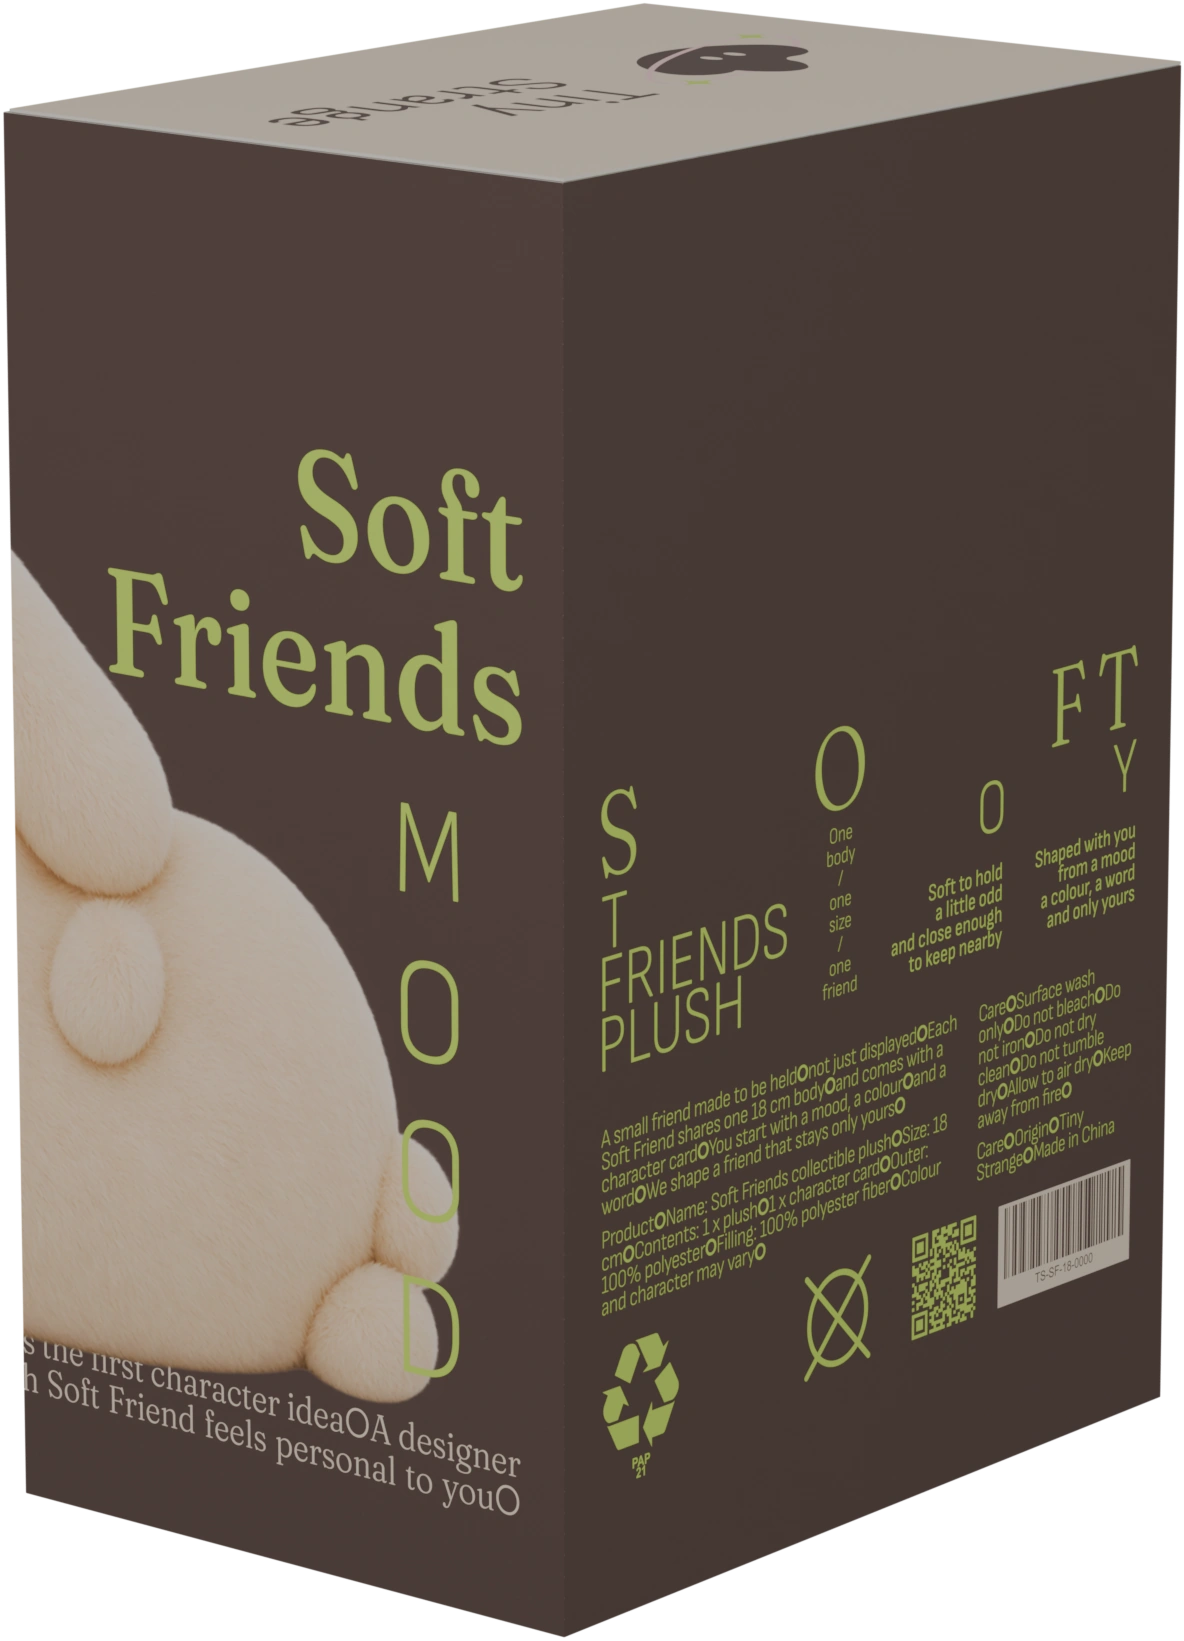 Tiny
Strange
Soft
Friends
M
O
O
D
the first character ideaOA designer
Soft Friend feels personal to youO
S
O
F T
T
O
Y
FRIENDS
PLUSH
One
body
/
one
size
/
one
friend
Soft to hold
a little odd
and close enough
to keep nearby
Shaped with you
from a mood
a colour, a word
and only yours
A small friend made to be heldOnot just displayedOEach
Soft Friend shares one 18 cm bodyOand comes with a
character cardOYou start with a mood, a colourOand a
wordOWe shape a friend that stays only yoursO
ProductOName: Soft Friends collectible plushOSize: 18
cmOContents: 1 x plushO1 x character cardOOuter:
100% polyesterOFilling: 100% polyester fiberOColour
and character may varyO
CareOSurface wash
onlyODo not bleachODo
not ironODo not dry
cleanODo not tumble
dryOAllow to air dryOKeep
away from fireO
CareOOriginOTiny
StrangeOMade in China
TS-SF-18-0000
PAP
21